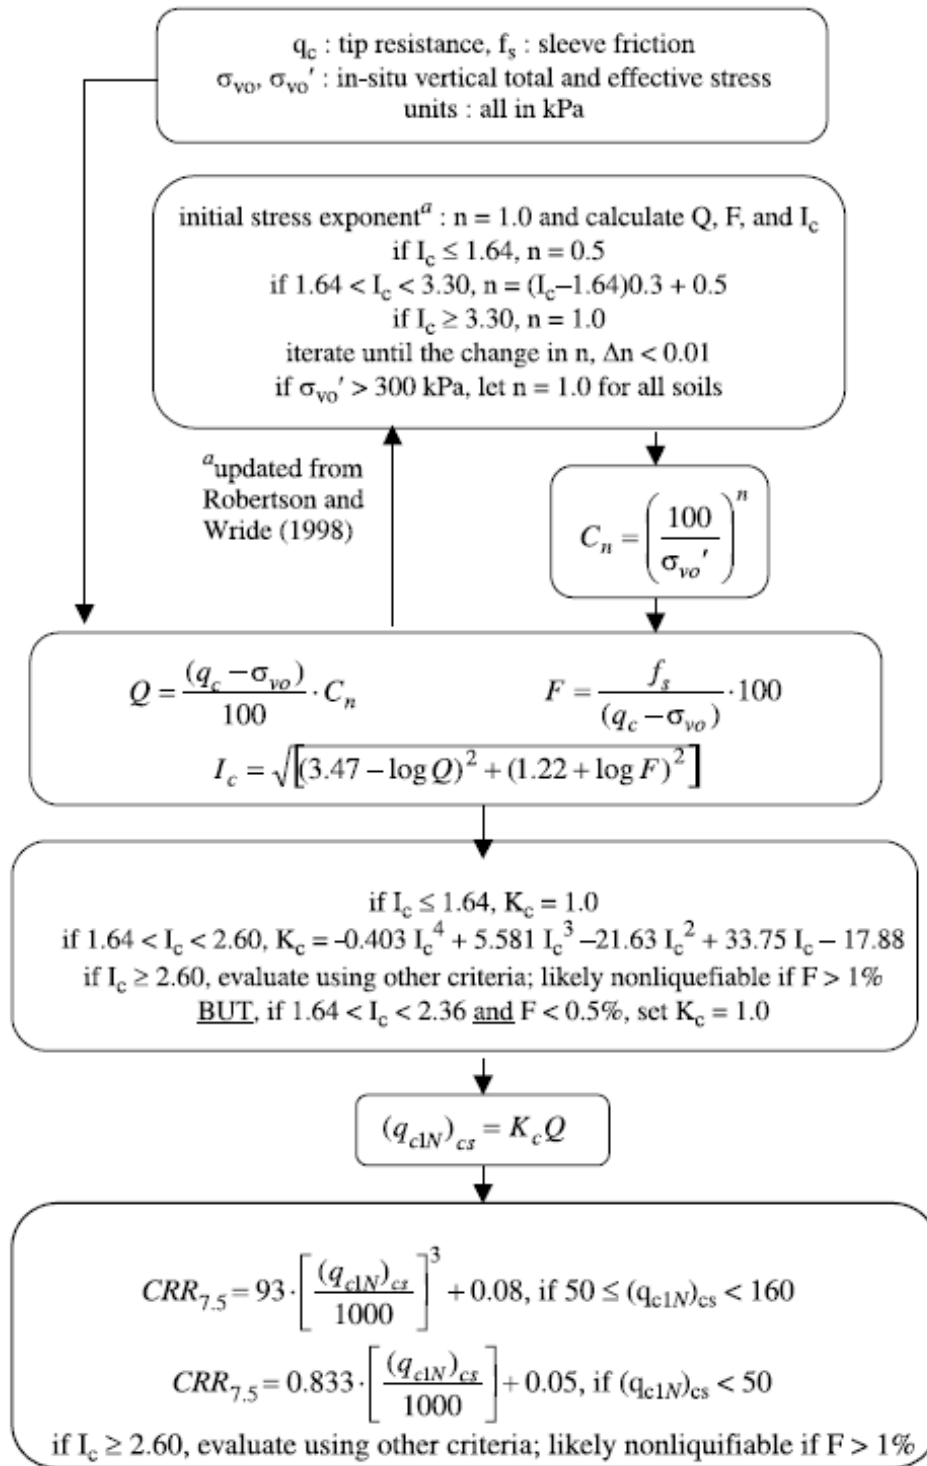 q_c : tip resistance, f_s : sleeve friction
σ_vo, σ_vo′ : in-situ vertical total and effective stress
units : all in kPa
initial stress exponent^a : n = 1.0 and calculate Q, F, and I_c
if I_c ≤ 1.64, n = 0.5
if 1.64 < I_c < 3.30, n = (I_c–1.64)0.3 + 0.5
if I_c ≥ 3.30, n = 1.0
iterate until the change in n, Δn < 0.01
if σ_vo′ > 300 kPa, let n = 1.0 for all soils
^a updated from
Robertson and
Wride (1998)
C_n = (100 / σ_vo′)^n
Q = (q_c – σ_vo) / 100 · C_n
F = f_s / (q_c – σ_vo) · 100
I_c = √[(3.47 – log Q)^2 + (1.22 + log F)^2]
if I_c ≤ 1.64, K_c = 1.0
if 1.64 < I_c < 2.60, K_c = –0.403 I_c^4 + 5.581 I_c^3 –21.63 I_c^2 + 33.75 I_c – 17.88
if I_c ≥ 2.60, evaluate using other criteria; likely nonliquefiable if F > 1%
BUT, if 1.64 < I_c < 2.36 and F < 0.5%, set K_c = 1.0
(q_c1N)_cs = K_c Q
CRR_7.5 = 93 · [(q_c1N)_cs / 1000]^3 + 0.08, if 50 ≤ (q_c1N)_cs < 160
CRR_7.5 = 0.833 · [(q_c1N)_cs / 1000] + 0.05, if (q_c1N)_cs < 50
if I_c ≥ 2.60, evaluate using other criteria; likely nonliquifiable if F > 1%